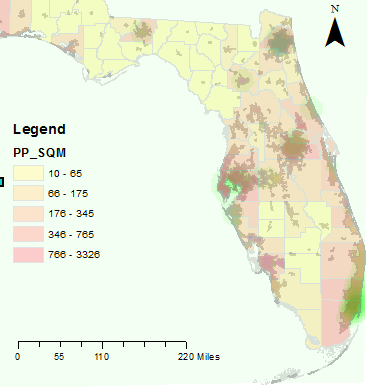 N
Legend
PP_SQM
10 - 65
66 - 175
176 - 345
346 - 765
766 - 3326
0 55 110 220 Miles